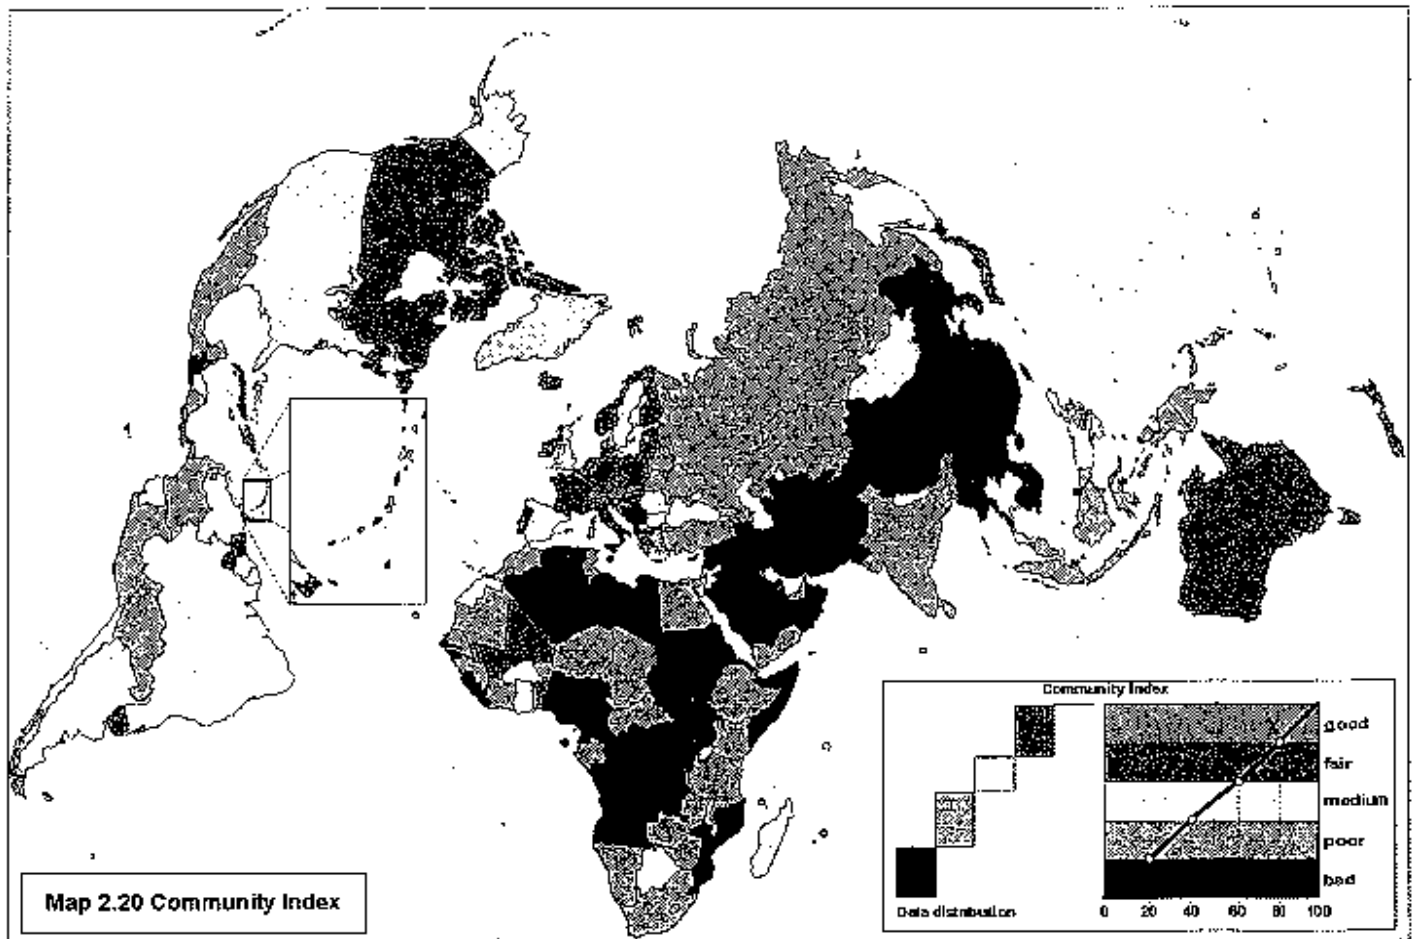 Community Index
good
fair
medium
poor
bad
Data distribution
0 20 40 60 80 100
Map 2.20 Community Index